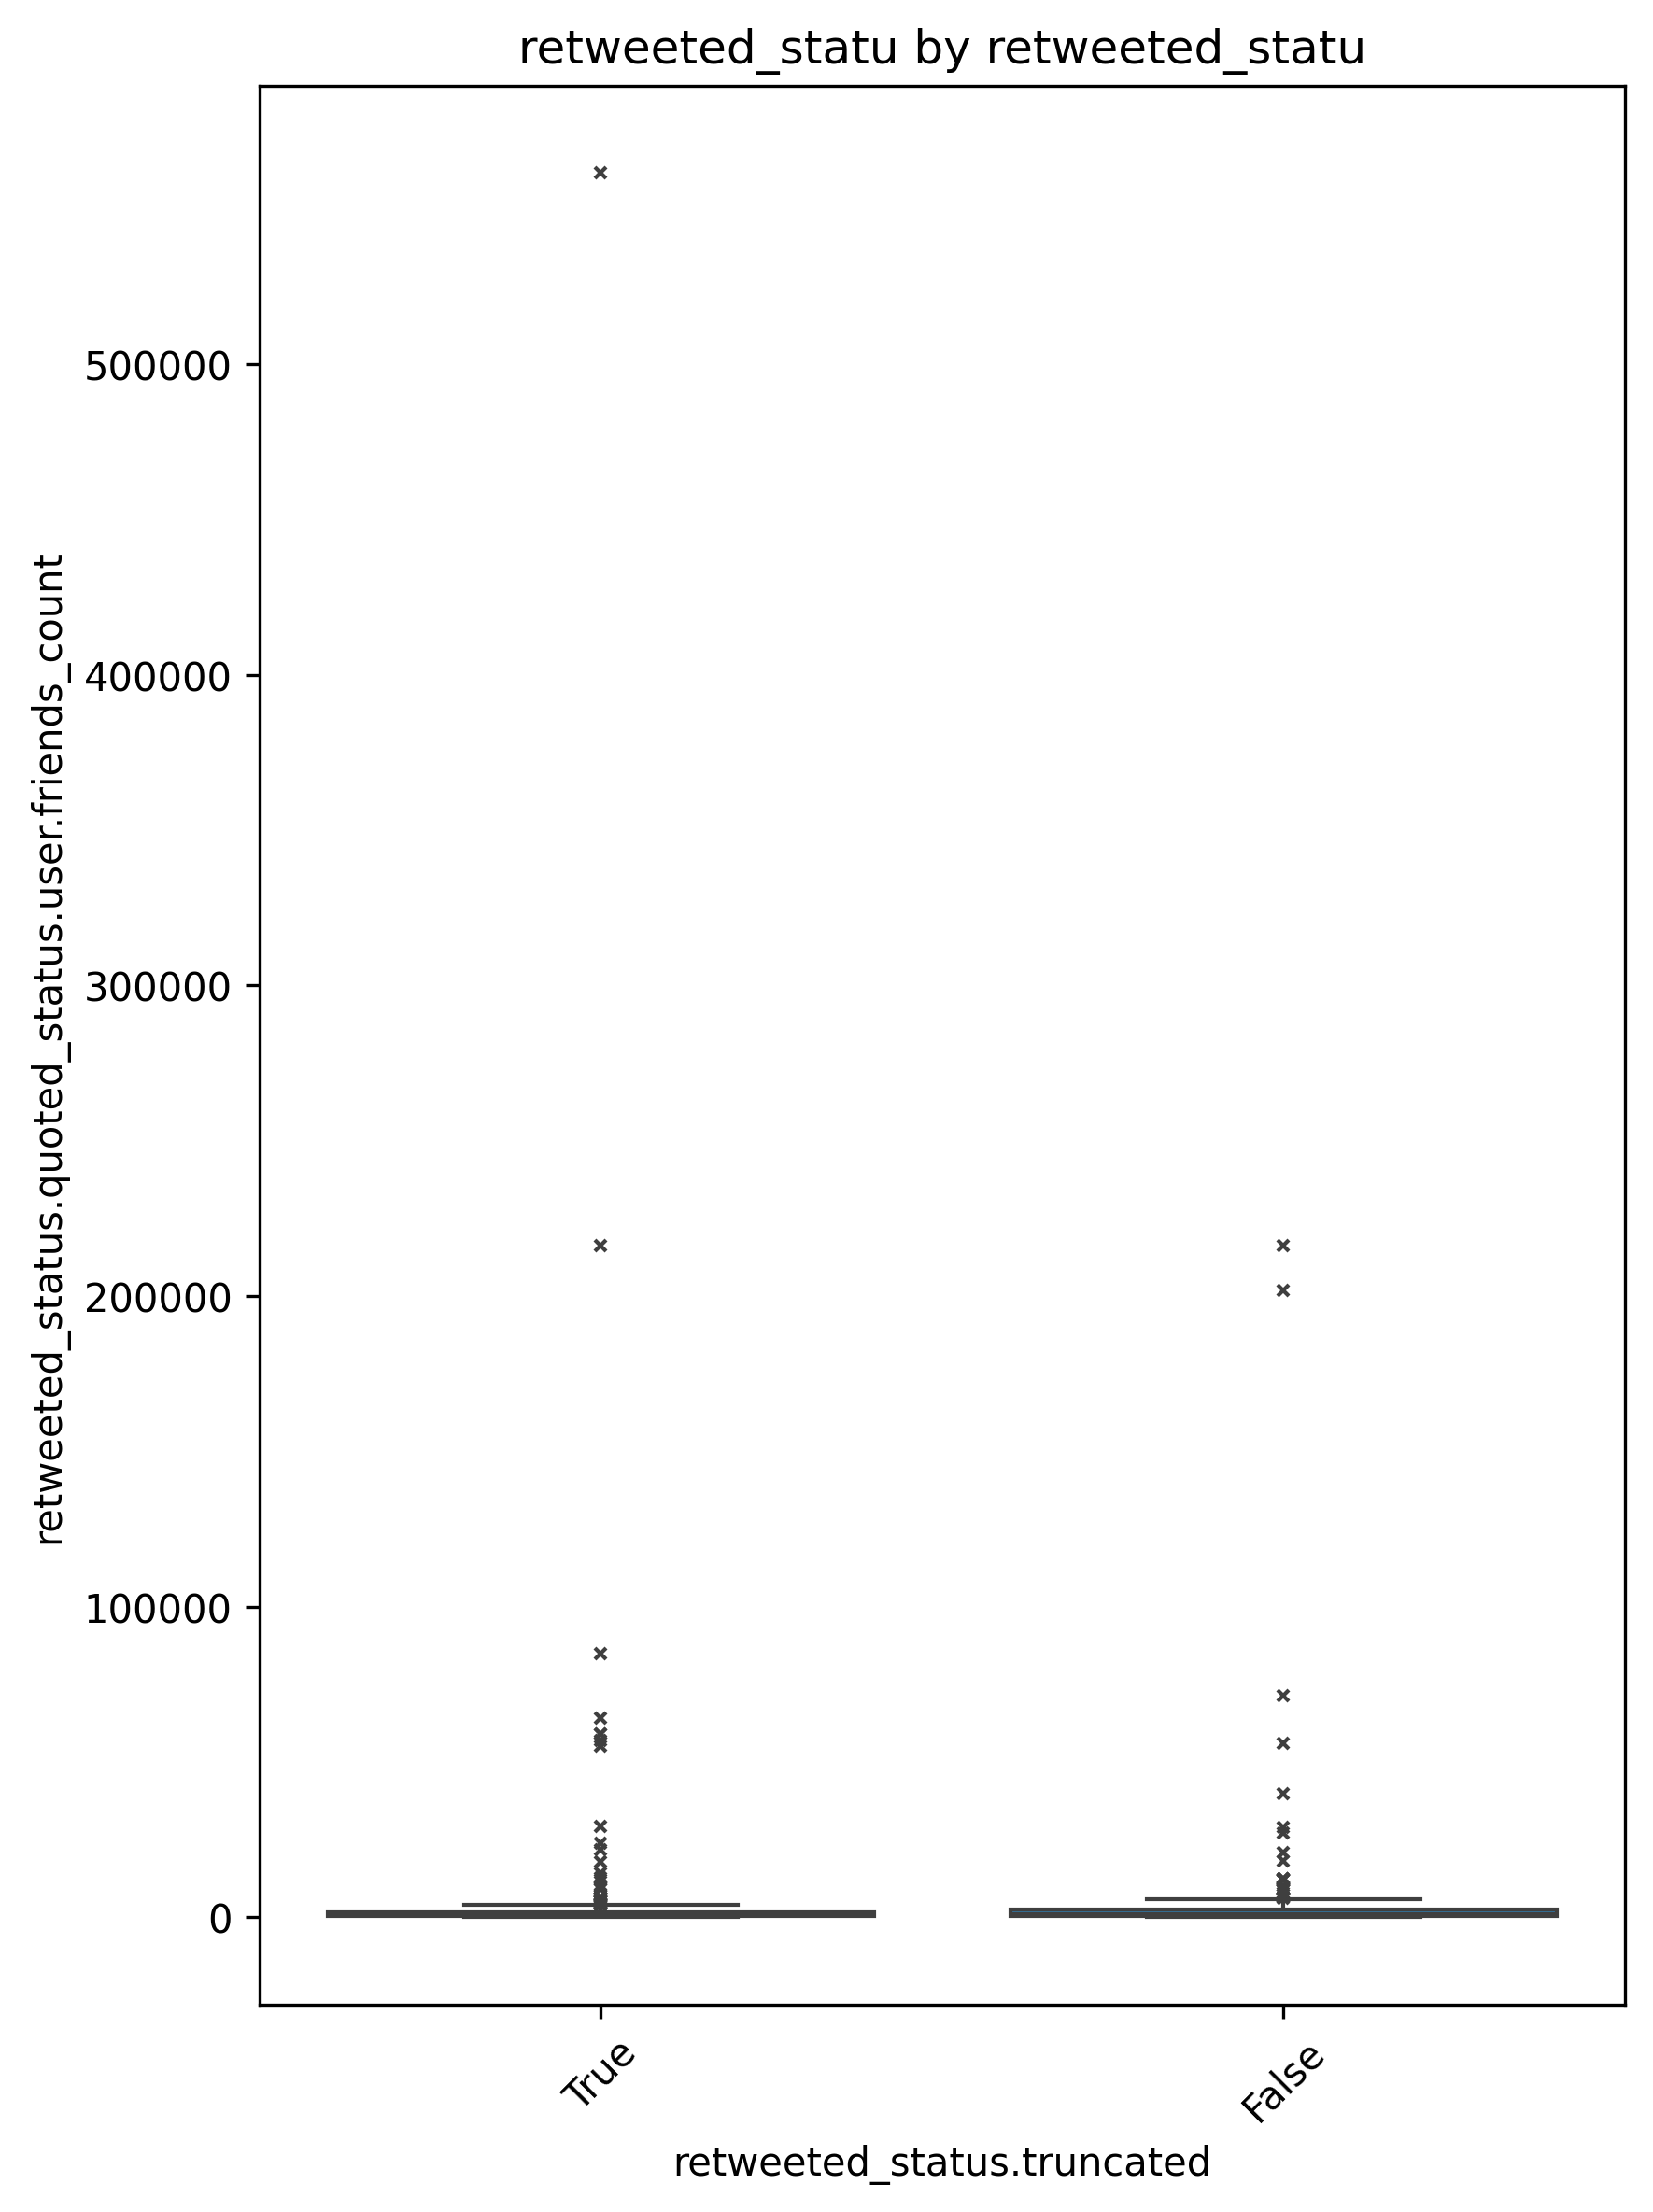 retweeted_statu by retweeted_statu
retweeted_status.quoted_status.user.friends_count
500000
400000
300000
200000
100000
0
True
False
retweeted_status.truncated